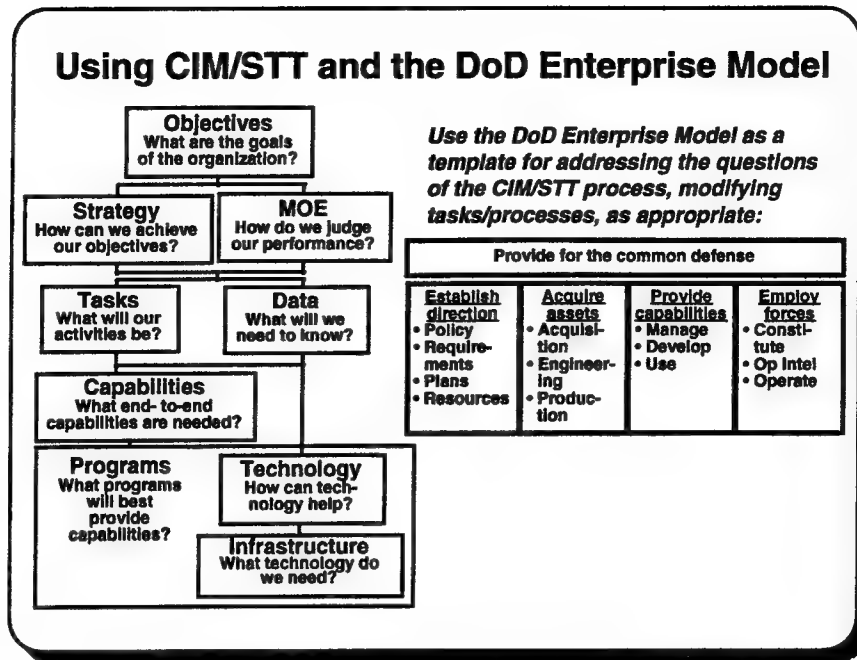 Using CIM/STT and the DoD Enterprise Model
Objectives
What are the goals
of the organization?
Strategy
How can we achieve
our objectives?
MOE
How do we judge
our performance?
Tasks
What will our
activities be?
Data
What will we
need to know?
Capabilities
What end- to-end
capabilities are needed?
Programs
What programs
will best
provide
capabilities?
Technology
How can tech-
nology help?
Infrastructure
What technology do
we need?
Use the DoD Enterprise Model as a
template for addressing the questions
of the CIM/STT process, modifying
tasks/processes, as appropriate:
Provide for the common defense
Establish
direction
• Policy
• Require-
ments
• Plans
• Resources
Acquire
assets
• Acquisi-
tion
• Engineer-
ing
• Produc-
tion
Provide
capabilities
• Manage
• Develop
• Use
Employ
forces
• Consti-
tute
• Op Intel
• Operate